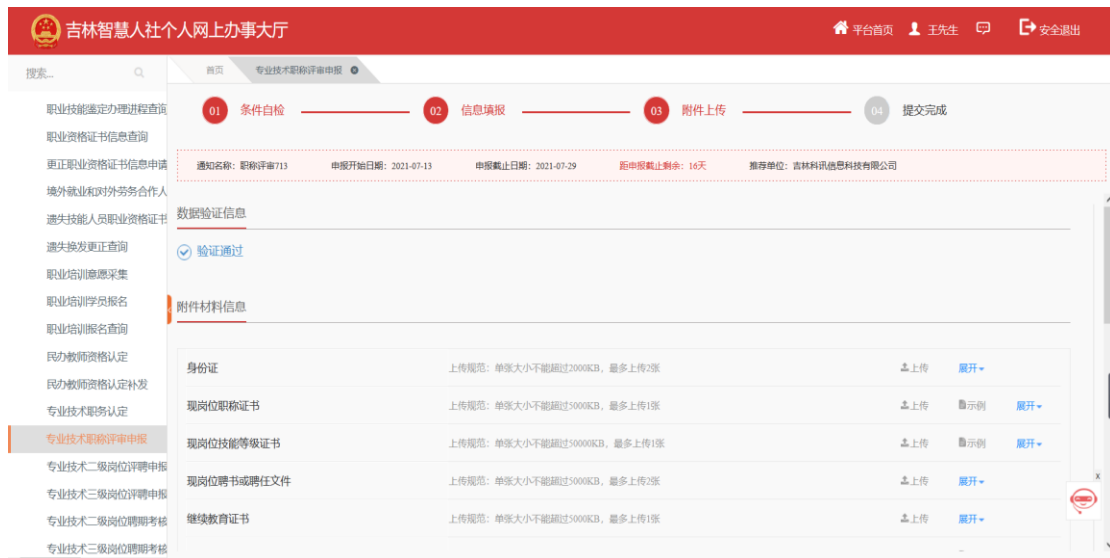 吉林智慧人社个人网上办事大厅
平台首页 王先生 安全退出
搜索...
首页 专业技术职称评审申报
职业技能鉴定办理进程查询
职业资格证书信息查询
更正职业资格证书信息申请
境外就业和对外劳务合作人
遗失技能人员职业资格证书
遗失换发更正查询
职业培训意愿采集
职业培训学员报名
职业培训报名查询
民办教师资格认定
民办教师资格认定补发
专业技术职务认定
专业技术职称评审申报
专业技术二级岗位评聘申报
专业技术三级岗位评聘申报
专业技术二级岗位聘期考核
专业技术三级岗位聘期考核
01 条件自检 02 信息填报 03 附件上传 04 提交完成
通知名称：职称评审713 申报开始日期：2021-07-13 申报截止日期：2021-07-29 距申报截止剩余：16天 推荐单位：吉林科讯信息科技有限公司
数据验证信息
验证通过
附件材料信息
身份证 上传规范：单张大小不能超过2000KB，最多上传2张 上传 展开
现岗位职称证书 上传规范：单张大小不能超过5000KB，最多上传1张 上传 示例 展开
现岗位技能等级证书 上传规范：单张大小不能超过50000KB，最多上传1张 上传 示例 展开
现岗位聘书或聘任文件 上传规范：单张大小不能超过5000KB，最多上传2张 上传 展开
继续教育证书 上传规范：单张大小不能超过5000KB，最多上传1张 上传 展开
x